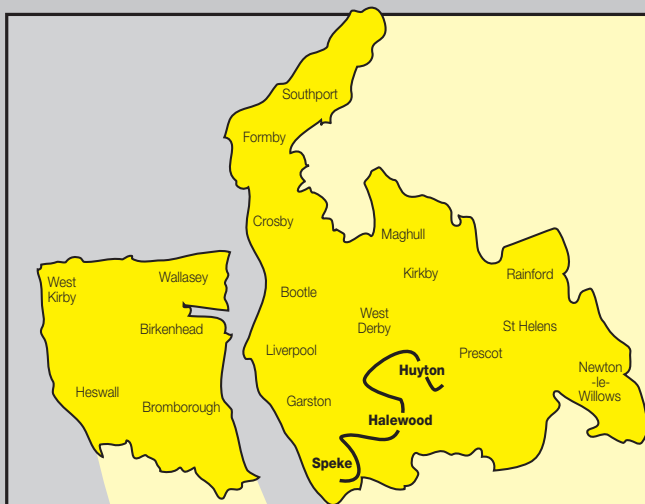 Southport
Formby
Crosby
Maghull
Kirkby
Rainford
West
Kirby
Wallasey
Bootle
West
Derby
Birkenhead
St Helens
Liverpool
Prescot
Huyton
Newton
-le-
Willows
Heswall
Bromborough
Garston
Halewood
Speke